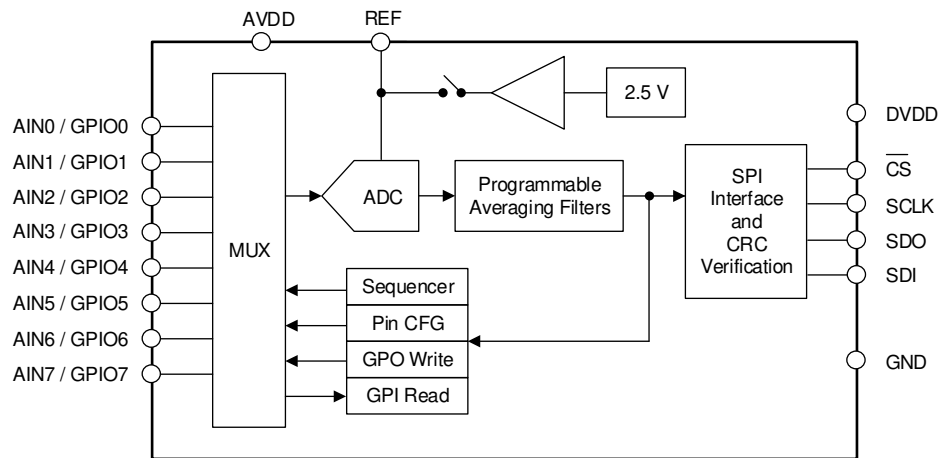 AVDD
REF
2.5 V
AIN0 / GPIO0
AIN1 / GPIO1
AIN2 / GPIO2
AIN3 / GPIO3
AIN4 / GPIO4
AIN5 / GPIO5
AIN6 / GPIO6
AIN7 / GPIO7
MUX
ADC
Programmable
Averaging Filters
Sequencer
Pin CFG
GPO Write
GPI Read
SPI
Interface
and
CRC
Verification
DVDD
C̅S̅
SCLK
SDO
SDI
GND